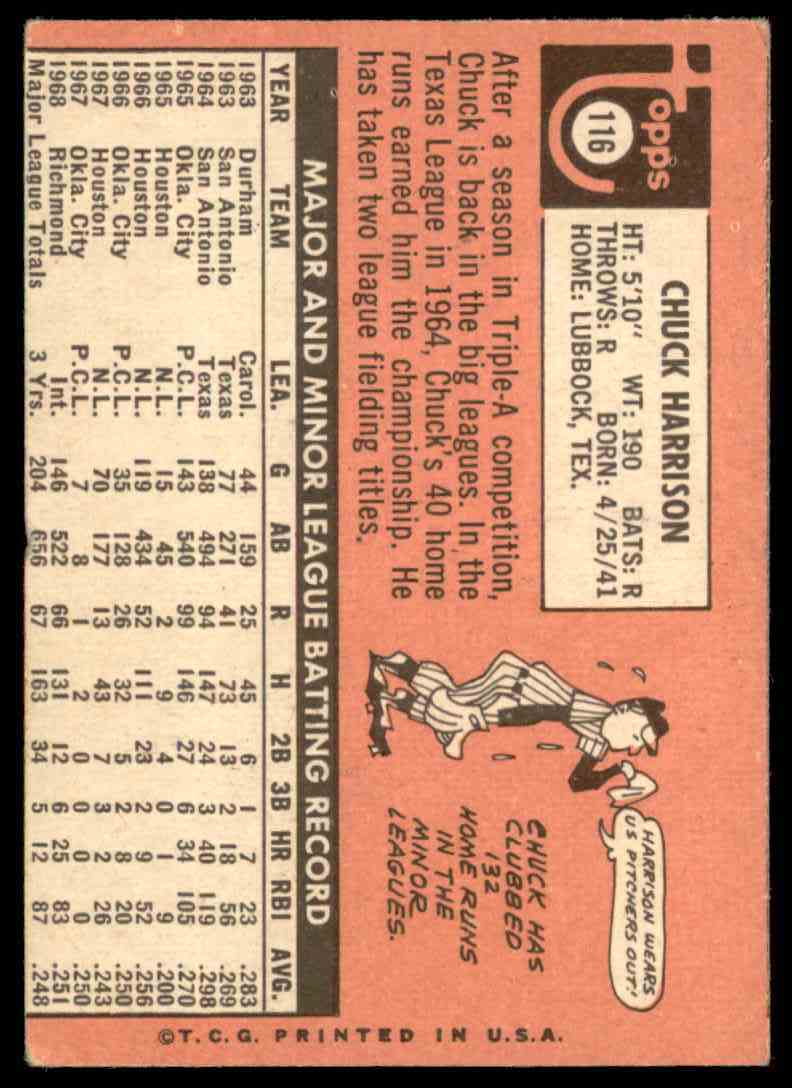 Topps
116
CHUCK HARRISON
HT: 5'10" WT: 190 BATS: R
THROWS: R BORN: 4/25/41
HOME: LUBBOCK, TEX.
After a season in Triple-A competition,
Chuck is back in the big leagues. In the
Texas League in 1964, Chuck's 40 home
runs earned him the championship. He
has taken two league fielding titles.
HARRISON WEARS
US PITCHERS OUT!
CHUCK HAS
CLUBBED
132
HOME RUNS
IN THE
MINOR
LEAGUES.
MAJOR AND MINOR LEAGUE BATTING RECORD
YEAR TEAM LEA. G AB R H 2B 3B HR RBI AVG.
1963 Durham Carol. 44 159 25 45 6 1 7 23 .283
1963 San Antonio Texas 77 271 41 73 13 2 18 56 .269
1964 San Antonio Texas 138 494 94 147 24 3 40 119 .298
1965 Okla. City P.C.L. 143 540 99 146 27 6 34 105 .270
1965 Houston N.L. 15 45 2 9 4 0 1 9 .200
1966 Houston N.L. 119 434 52 111 23 2 9 52 .256
1966 Okla. City P.C.L. 35 128 26 32 5 2 8 20 .250
1967 Houston N.L. 70 177 13 43 7 3 2 26 .243
1967 Okla. City P.C.L. 7 8 1 2 0 0 0 0 .250
1968 Richmond Int. 146 522 66 131 12 6 25 83 .251
Major League Totals 3 Yrs. 204 656 67 163 34 5 12 87 .248
©T.C.G. PRINTED IN U.S.A.